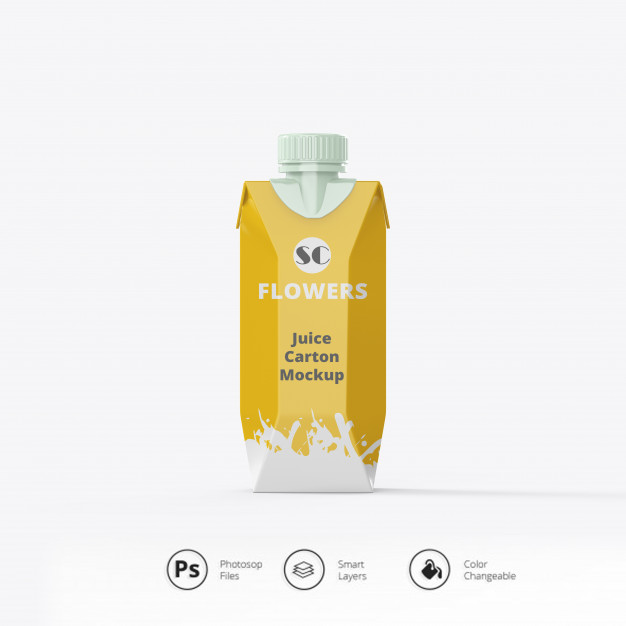 SC
FLOWERS
Juice
Carton
Mockup
Ps
Photosop
Files
Smart
Layers
Color
Changeable